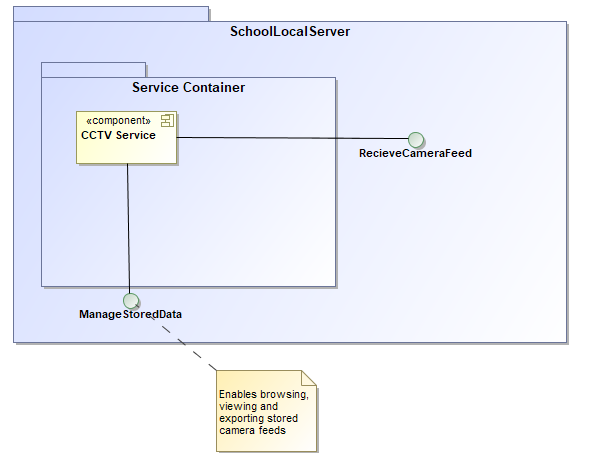 SchoolLocalServer
Service Container
«component»
CCTV Service
RecieveCameraFeed
ManageStoredData
Enables browsing,
viewing and
exporting stored
camera feeds